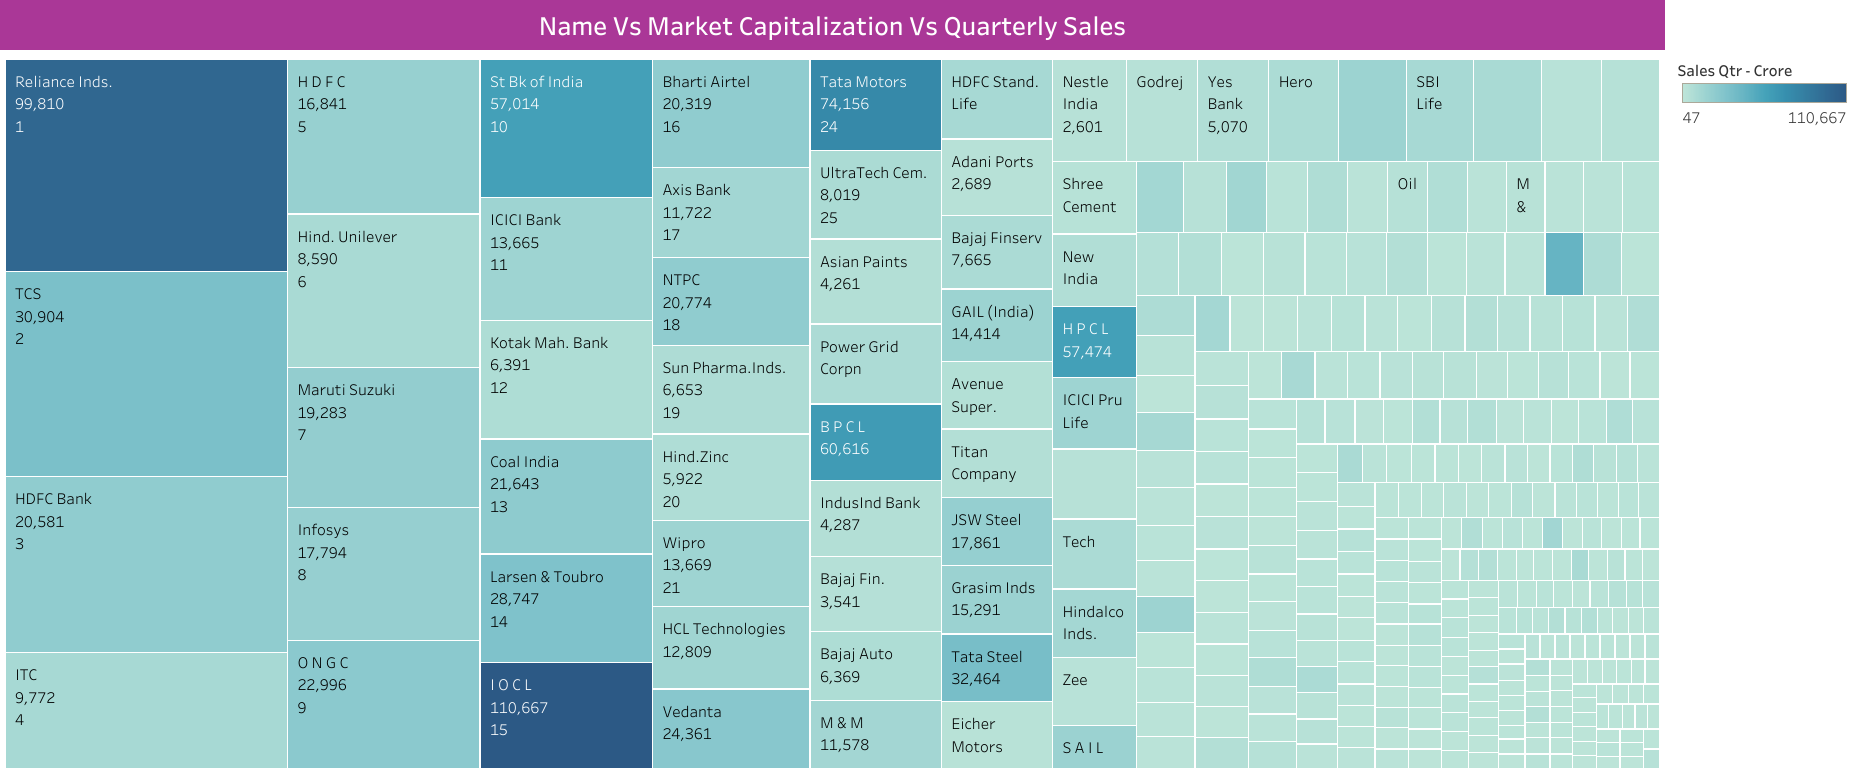 Name Vs Market Capitalization Vs Quarterly Sales
Reliance Inds.
99,810
1
TCS
30,904
2
HDFC Bank
20,581
3
ITC
9,772
4
H D F C
16,841
5
Hind. Unilever
8,590
6
Maruti Suzuki
19,283
7
Infosys
17,794
8
O N G C
22,996
9
St Bk of India
57,014
10
ICICI Bank
13,665
11
Kotak Mah. Bank
6,391
12
Coal India
21,643
13
Larsen & Toubro
28,747
14
I O C L
110,667
15
Bharti Airtel
20,319
16
Axis Bank
11,722
17
NTPC
20,774
18
Sun Pharma.Inds.
6,653
19
Hind.Zinc
5,922
20
Wipro
13,669
21
HCL Technologies
12,809
Vedanta
24,361
Tata Motors
74,156
24
UltraTech Cem.
8,019
25
Asian Paints
4,261
Power Grid
Corpn
B P C L
60,616
IndusInd Bank
4,287
Bajaj Fin.
3,541
Bajaj Auto
6,369
M & M
11,578
HDFC Stand.
Life
Adani Ports
2,689
Bajaj Finserv
7,665
GAIL (India)
14,414
Avenue
Super.
Titan
Company
JSW Steel
17,861
Grasim Inds
15,291
Tata Steel
32,464
Eicher
Motors
Nestle
India
2,601
Shree
Cement
New
India
H P C L
57,474
ICICI Pru
Life
Tech
Hindalco
Inds.
Zee
S A I L
Godrej
Yes
Bank
5,070
Hero
SBI
Life
Oil
M
&
Sales Qtr - Crore
47
110,667